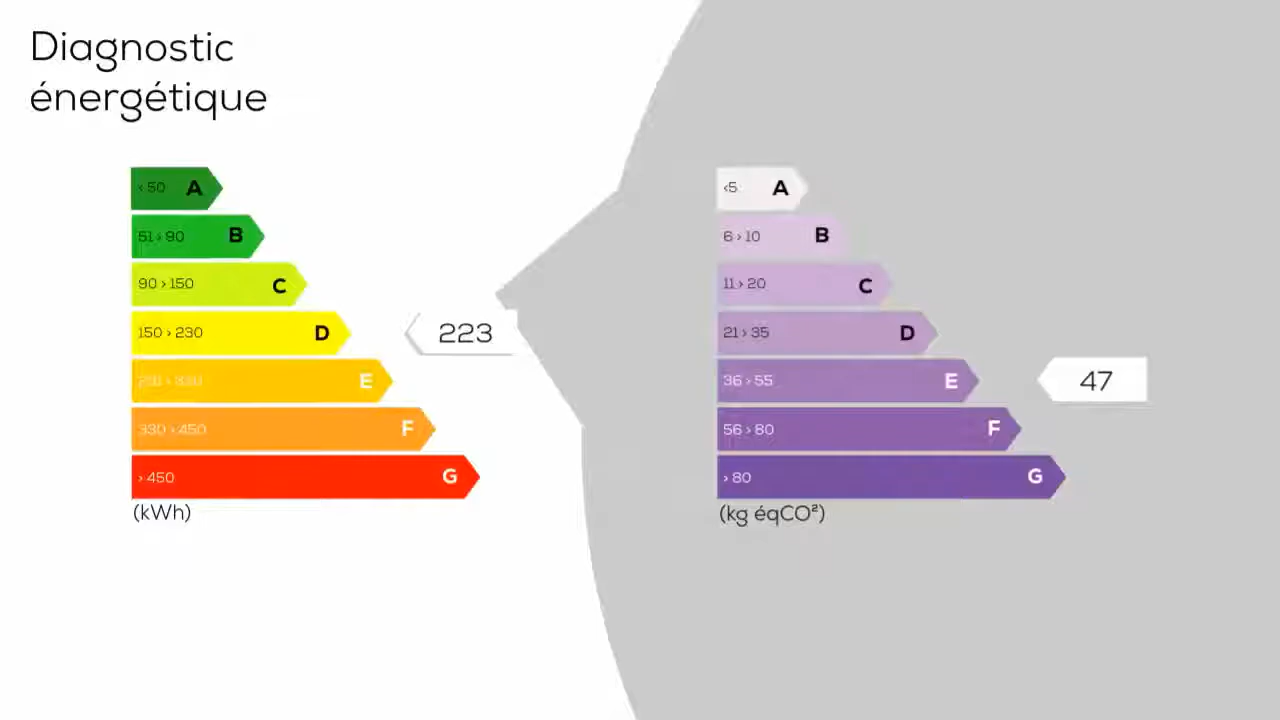 Diagnostic
énergétique
< 50 A
51 > 90 B
90 > 150 C
150 > 230 D
223
E
330 > 450 F
> 450 G
(kWh)
<5 A
6 > 10 B
11 > 20 C
21 > 35 D
36 > 55 E
47
56 > 80 F
> 80 G
(kg éqCO²)